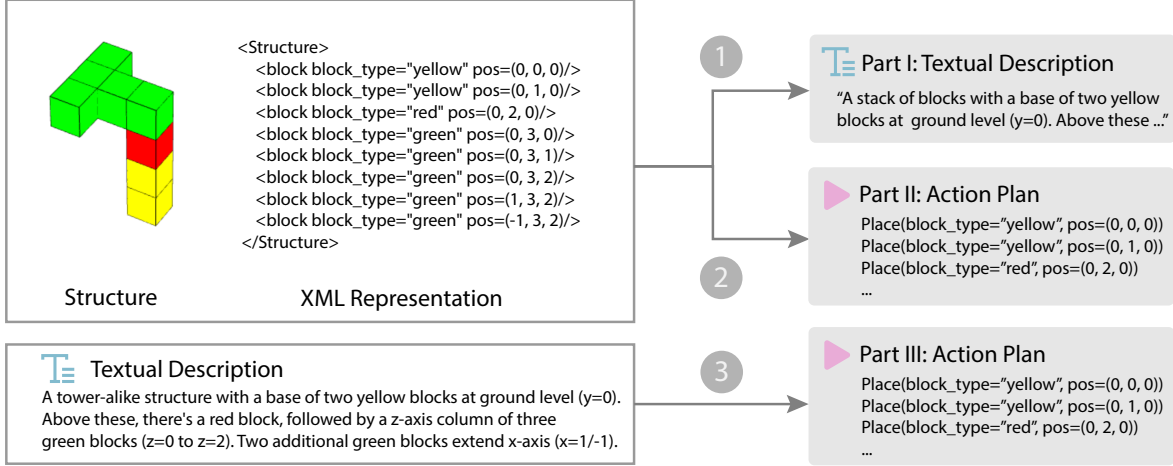 <Structure>
<block block_type="yellow" pos=(0, 0, 0)/>
<block block_type="yellow" pos=(0, 1, 0)/>
<block block_type="red" pos=(0, 2, 0)/>
<block block_type="green" pos=(0, 3, 0)/>
<block block_type="green" pos=(0, 3, 1)/>
<block block_type="green" pos=(0, 3, 2)/>
<block block_type="green" pos=(1, 3, 2)/>
<block block_type="green" pos=(-1, 3, 2)/>
</Structure>
Structure
XML Representation
1
Part I: Textual Description
“A stack of blocks with a base of two yellow
blocks at ground level (y=0). Above these ...”
2
Part II: Action Plan
Place(block_type=”yellow”, pos=(0, 0, 0))
Place(block_type=”yellow”, pos=(0, 1, 0))
Place(block_type=”red”, pos=(0, 2, 0))
...
Textual Description
A tower-alike structure with a base of two yellow blocks at ground level (y=0).
Above these, there's a red block, followed by a z-axis column of three
green blocks (z=0 to z=2). Two additional green blocks extend x-axis (x=1/-1).
3
Part III: Action Plan
Place(block_type=”yellow”, pos=(0, 0, 0))
Place(block_type=”yellow”, pos=(0, 1, 0))
Place(block_type=”red”, pos=(0, 2, 0))
...